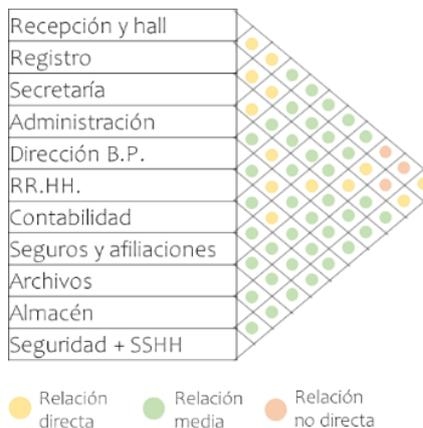 Recepción y hall
Registro
Secretaría
Administración
Dirección B.P.
RR.HH.
Contabilidad
Seguros y afiliaciones
Archivos
Almacén
Seguridad + SSHH
Relación directa
Relación media
Relación no directa